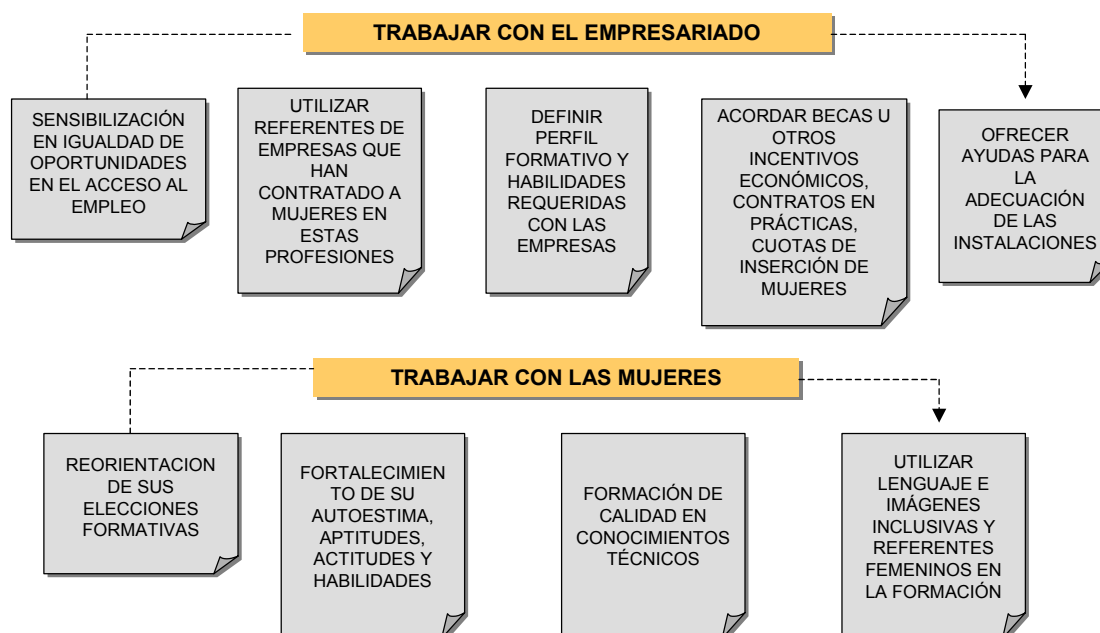 TRABAJAR CON EL EMPRESARIADO
SENSIBILIZACIÓN
EN IGUALDAD DE
OPORTUNIDADES
EN EL ACCESO AL
EMPLEO
UTILIZAR
REFERENTES DE
EMPRESAS QUE
HAN
CONTRATADO A
MUJERES EN
ESTAS
PROFESIONES
DEFINIR
PERFIL
FORMATIVO Y
HABILIDADES
REQUERIDAS
CON LAS
EMPRESAS
ACORDAR BECAS U
OTROS
INCENTIVOS
ECONÓMICOS,
CONTRATOS EN
PRÁCTICAS,
CUOTAS DE
INSERCIÓN DE
MUJERES
OFRECER
AYUDAS PARA
LA
ADECUACIÓN
DE LAS
INSTALACIONES
TRABAJAR CON LAS MUJERES
REORIENTACION
DE SUS
ELECCIONES
FORMATIVAS
FORTALECIMIEN
TO DE SU
AUTOESTIMA,
APTITUDES,
ACTITUDES Y
HABILIDADES
FORMACIÓN DE
CALIDAD EN
CONOCIMIENTOS
TÉCNICOS
UTILIZAR
LENGUAJE E
IMÁGENES
INCLUSIVAS Y
REFERENTES
FEMENINOS EN
LA FORMACIÓN